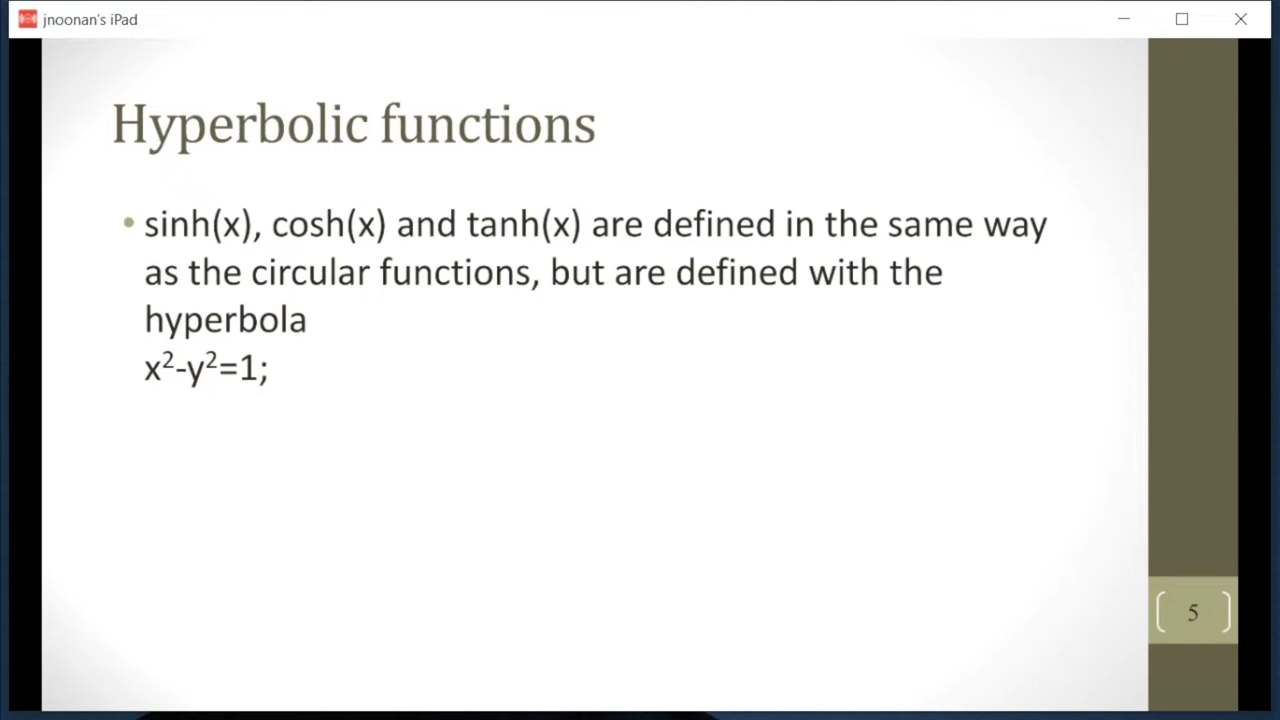 jnoonan's iPad
Hyperbolic functions
• sinh(x), cosh(x) and tanh(x) are defined in the same way
as the circular functions, but are defined with the
hyperbola
x²-y²=1;
5